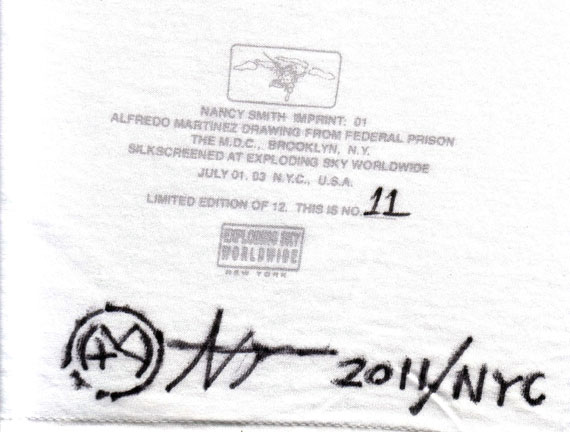 NANCY SMITH IMPRINT: 01
ALFREDO MARTINEZ DRAWING FROM FEDERAL PRISON
THE M.D.C., BROOKLYN, N.Y.
SILKSCREENED AT EXPLODING SKY WORLDWIDE
JULY 01. 03 N.Y.C., U.S.A.
LIMITED EDITION OF 12. THIS IS NO. 11
EXPLODING SKY
WORLDWIDE
NEW YORK
2011/NYC